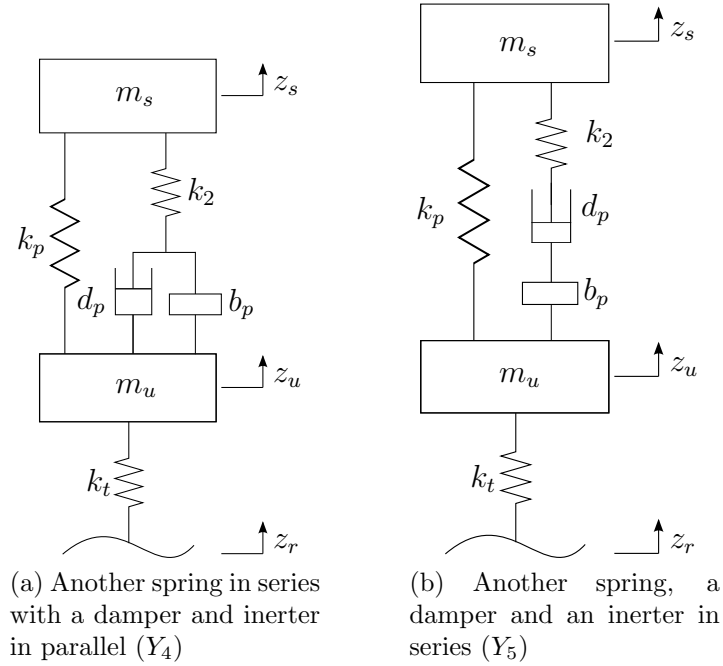 m_s
z_s
k_2
k_p
d_p
b_p
m_u
z_u
k_t
z_r
(a) Another spring in series
with a damper and inerter
in parallel (Y_4)
m_s
z_s
k_2
k_p
d_p
b_p
m_u
z_u
k_t
z_r
(b) Another spring, a
damper and an inerter in
series (Y_5)